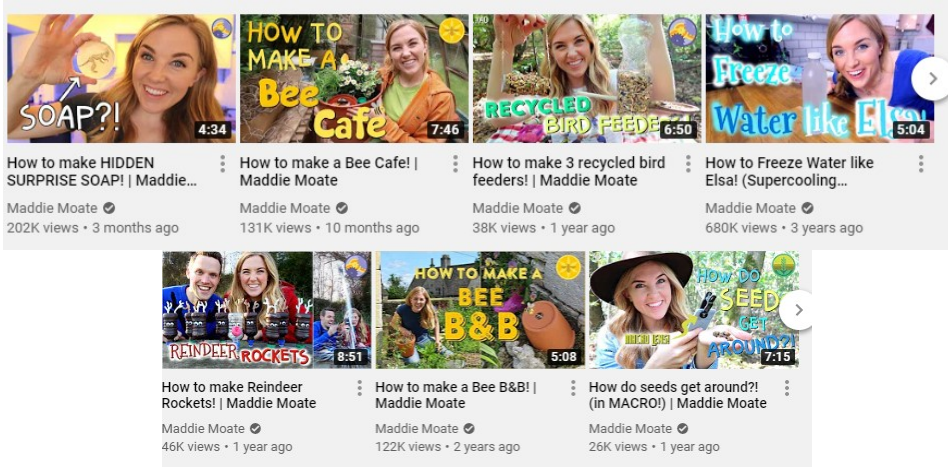 SOAP?!
4:34
HOW TO
MAKE A
Bee
Cafe
7:46
RECYCLED
BIRD FEEDERS
6:50
How to
Freeze
Water like Elsa!
5:04
How to make HIDDEN
SURPRISE SOAP! | Maddie...
Maddie Moate
202K views • 3 months ago
How to make a Bee Cafe! |
Maddie Moate
Maddie Moate
131K views • 10 months ago
How to make 3 recycled bird
feeders! | Maddie Moate
Maddie Moate
38K views • 1 year ago
How to Freeze Water like
Elsa! (Supercooling...
Maddie Moate
680K views • 3 years ago
REINDEER ROCKETS
8:51
HOW TO MAKE A
BEE
B&B
5:08
HOW DO
SEED
GET
AROUND?!
MACRO LENS!
7:15
How to make Reindeer
Rockets! | Maddie Moate
Maddie Moate
46K views • 1 year ago
How to make a Bee B&B! |
Maddie Moate
Maddie Moate
122K views • 2 years ago
How do seeds get around?!
(in MACRO!) | Maddie Moate
Maddie Moate
26K views • 1 year ago